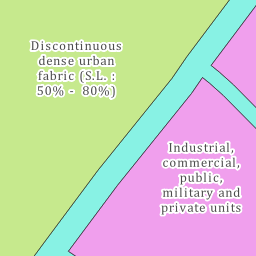 Discontinuous
dense urban
fabric (S.L. :
50% - 80%)
Industrial,
commercial,
public,
military and
private units